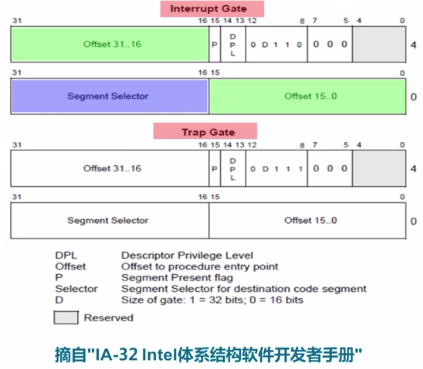 Interrupt Gate
31 16 15 14 13 12 8 7 5 4 0
Offset 31..16 P D P L 0 D 1 1 0 0 0 0 4
31 16 15 0
Segment Selector Offset 15..0 0
Trap Gate
31 16 15 14 13 12 8 7 5 4 0
Offset 31..16 P D P L 0 D 1 1 1 0 0 0 4
31 16 15 0
Segment Selector Offset 15..0 0
DPL Descriptor Privilege Level
Offset Offset to procedure entry point
P Segment Present flag
Selector Segment Selector for destination code segment
D Size of gate: 1 = 32 bits; 0 = 16 bits
Reserved
摘自"IA-32 Intel体系结构软件开发者手册"